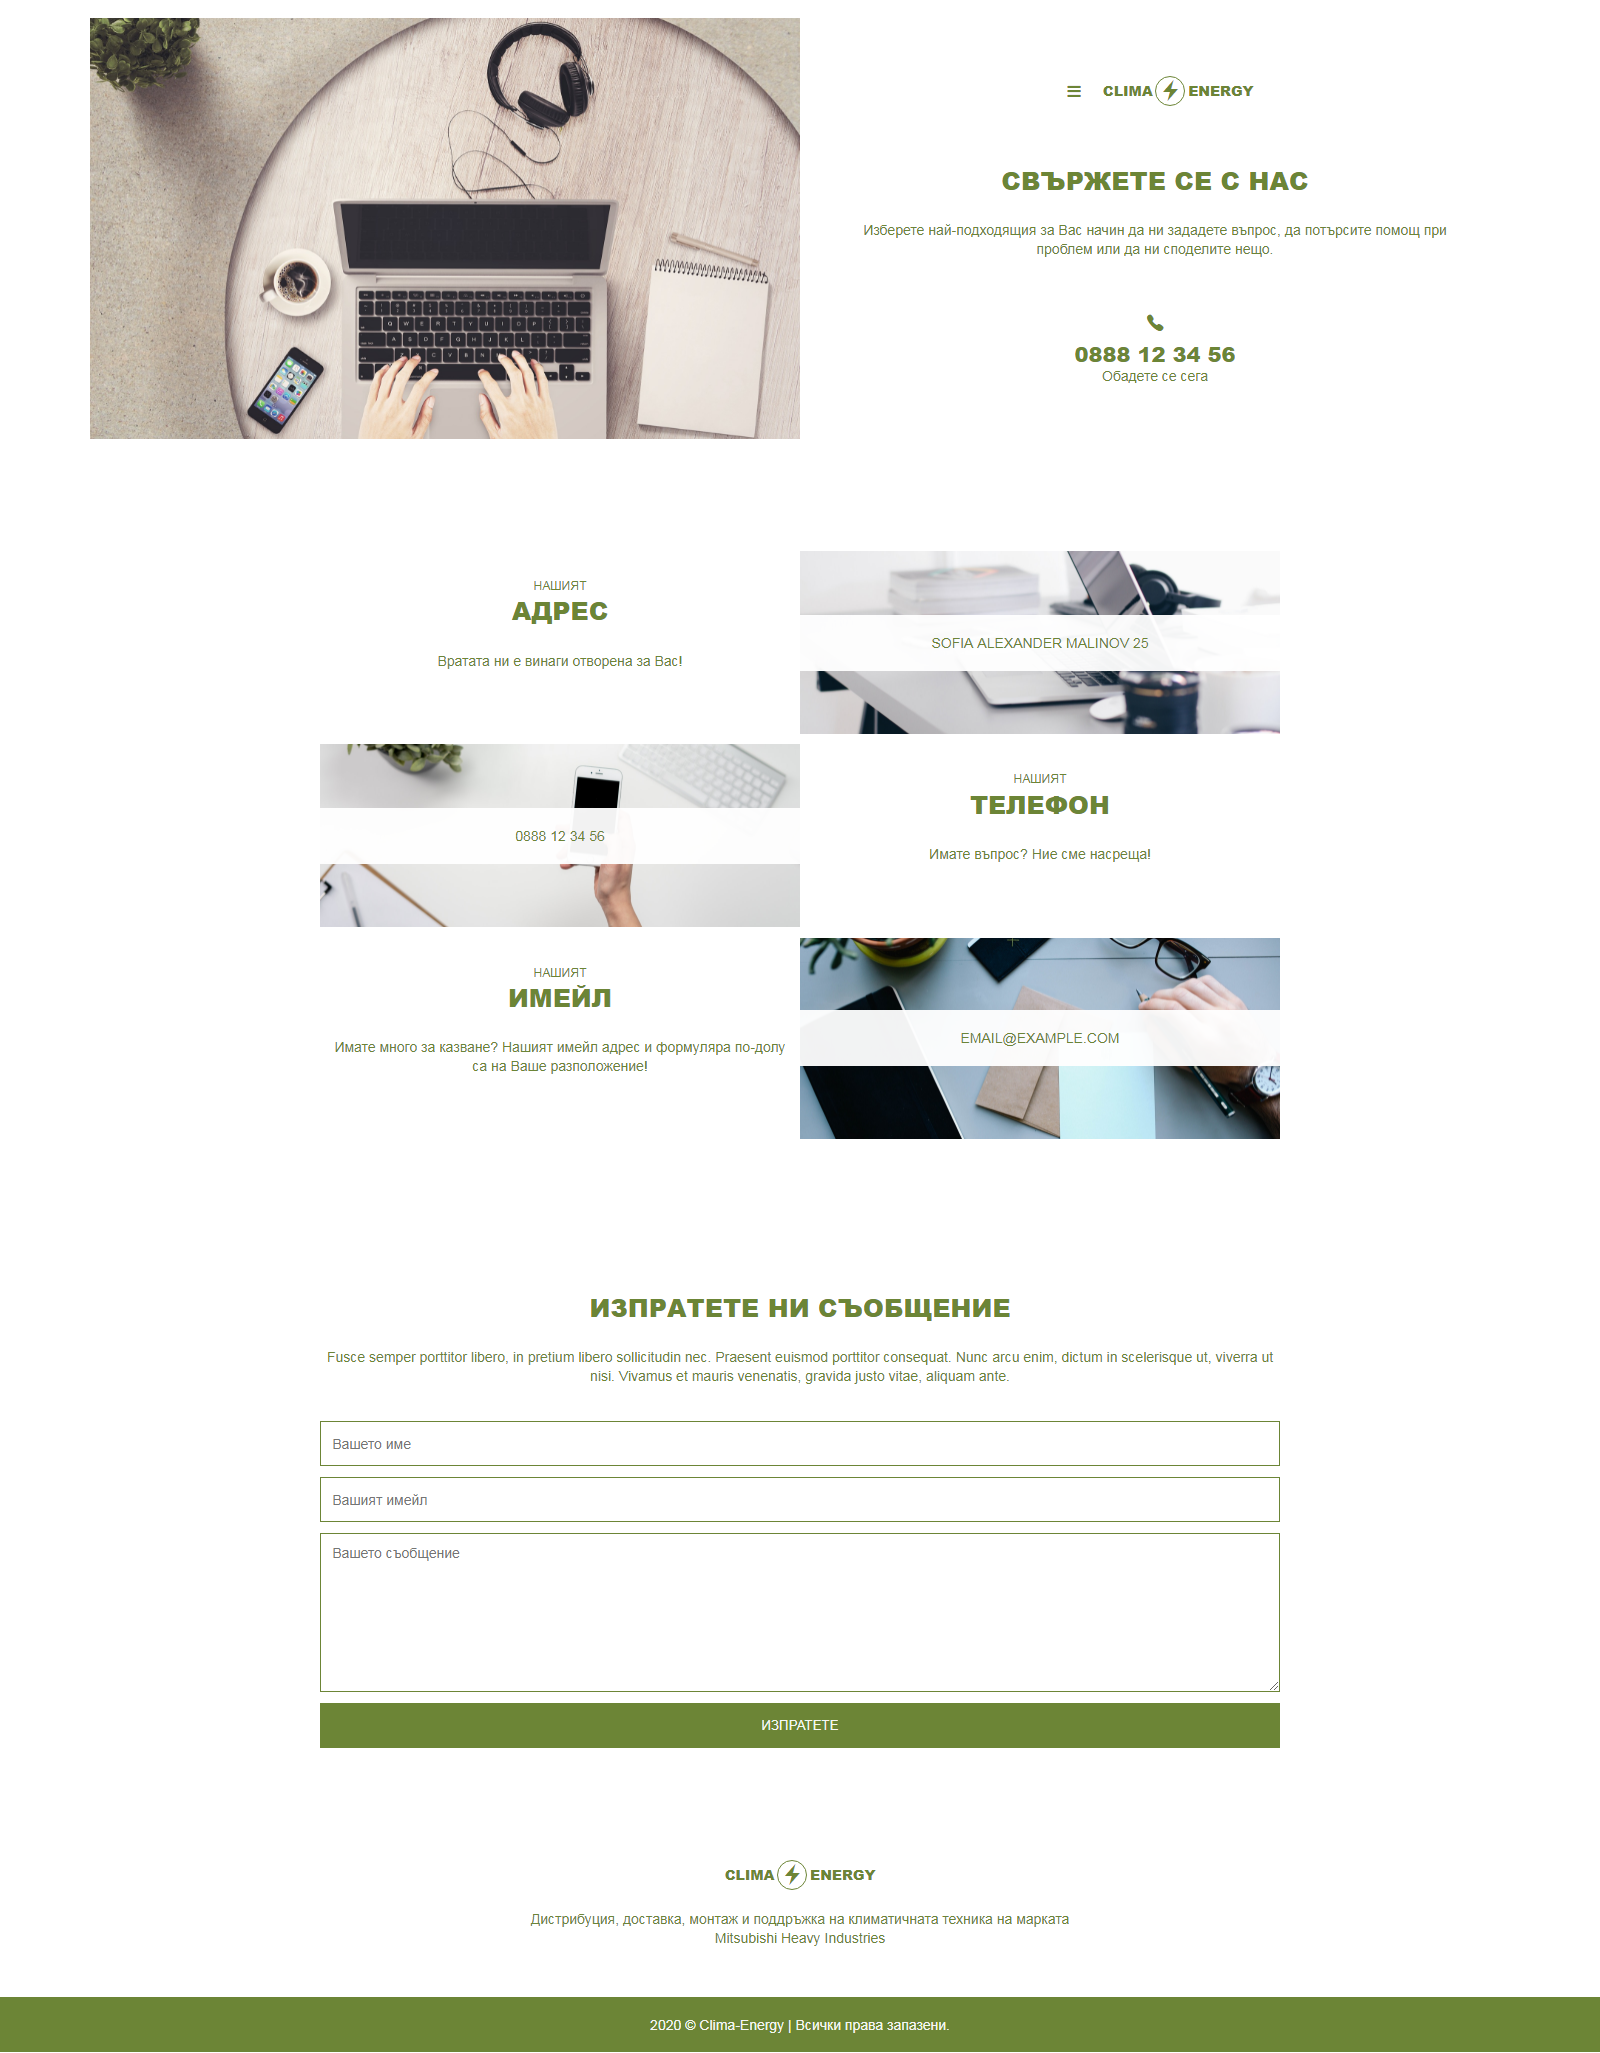 CLIMA ENERGY
СВЪРЖЕТЕ СЕ С НАС
Изберете най-подходящия за Вас начин да ни зададете въпрос, да потърсите помощ при
проблем или да ни споделите нещо.
0888 12 34 56
Обадете се сега
НАШИЯТ
АДРЕС
Вратата ни е винаги отворена за Вас!
SOFIA ALEXANDER MALINOV 25
0888 12 34 56
НАШИЯТ
ТЕЛЕФОН
Имате въпрос? Ние сме насреща!
НАШИЯТ
ИМЕЙЛ
Имате много за казване? Нашият имейл адрес и формуляра по-долу
са на Ваше разположение!
EMAIL@EXAMPLE.COM
ИЗПРАТЕТЕ НИ СЪОБЩЕНИЕ
Fusce semper porttitor libero, in pretium libero sollicitudin nec. Praesent euismod porttitor consequat. Nunc arcu enim, dictum in scelerisque ut, viverra ut
nisi. Vivamus et mauris venenatis, gravida justo vitae, aliquam ante.
Вашето име
Вашият имейл
Вашето съобщение
ИЗПРАТЕТЕ
CLIMA ENERGY
Дистрибуция, доставка, монтаж и поддръжка на климатичната техника на марката
Mitsubishi Heavy Industries
2020 © Clima-Energy | Всички права запазени.